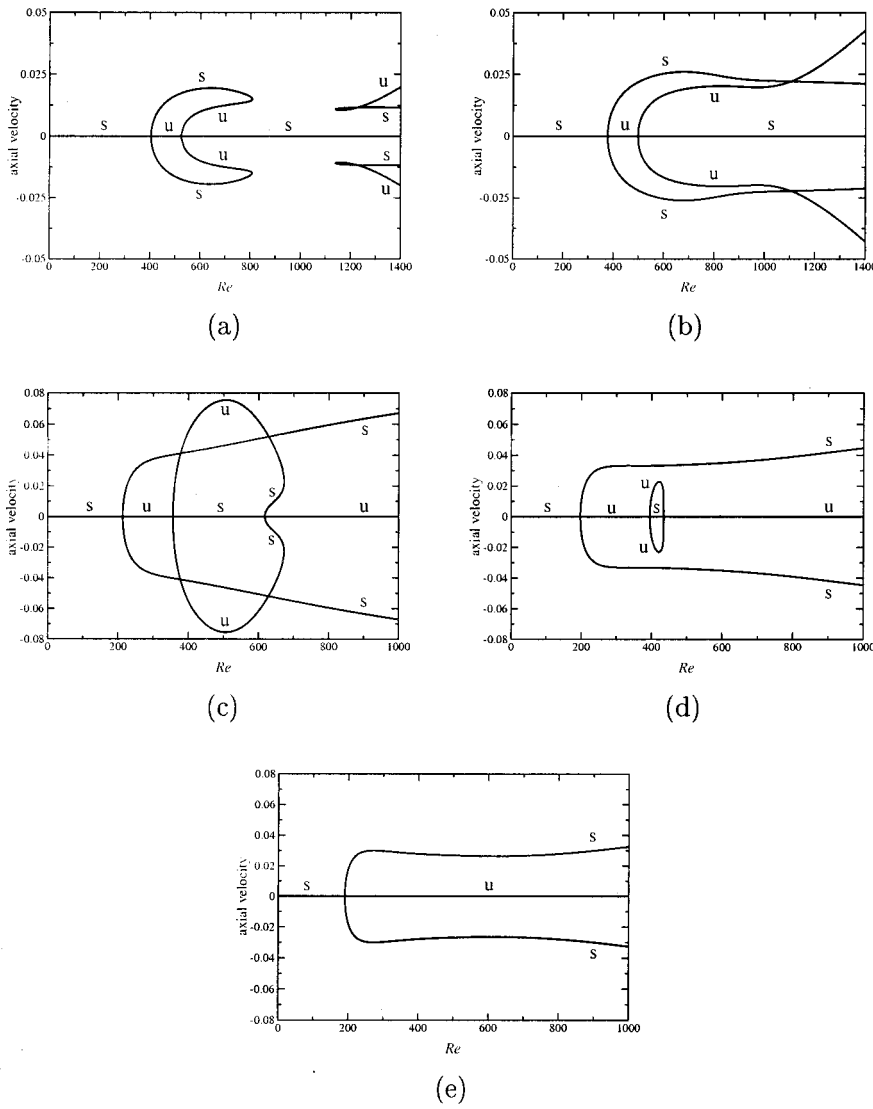 axial velocity
0.05
0.025
0
-0.025
-0.05
s
u
u
s
u
s
u
s
s
u
0 200 400 600 800 1000 1200 1400
Re
(a)
axial velocity
0.05
0.025
0
-0.025
-0.05
s
u
s
u
s
u
s
0 200 400 600 800 1000 1200 1400
Re
(b)
axial velocity
0.08
0.06
0.04
0.02
0
-0.02
-0.04
-0.06
-0.08
u
s
s
s
u
s
u
s
s
u
0 200 400 600 800 1000
Re
(c)
axial velocity
0.08
0.06
0.04
0.02
0
-0.02
-0.04
-0.06
-0.08
s
u
s
u
s
u
u
s
0 200 400 600 800 1000
Re
(d)
axial velocity
0.08
0.06
0.04
0.02
0
-0.02
-0.04
-0.06
-0.08
s
s
u
s
0 200 400 600 800 1000
Re
(e)